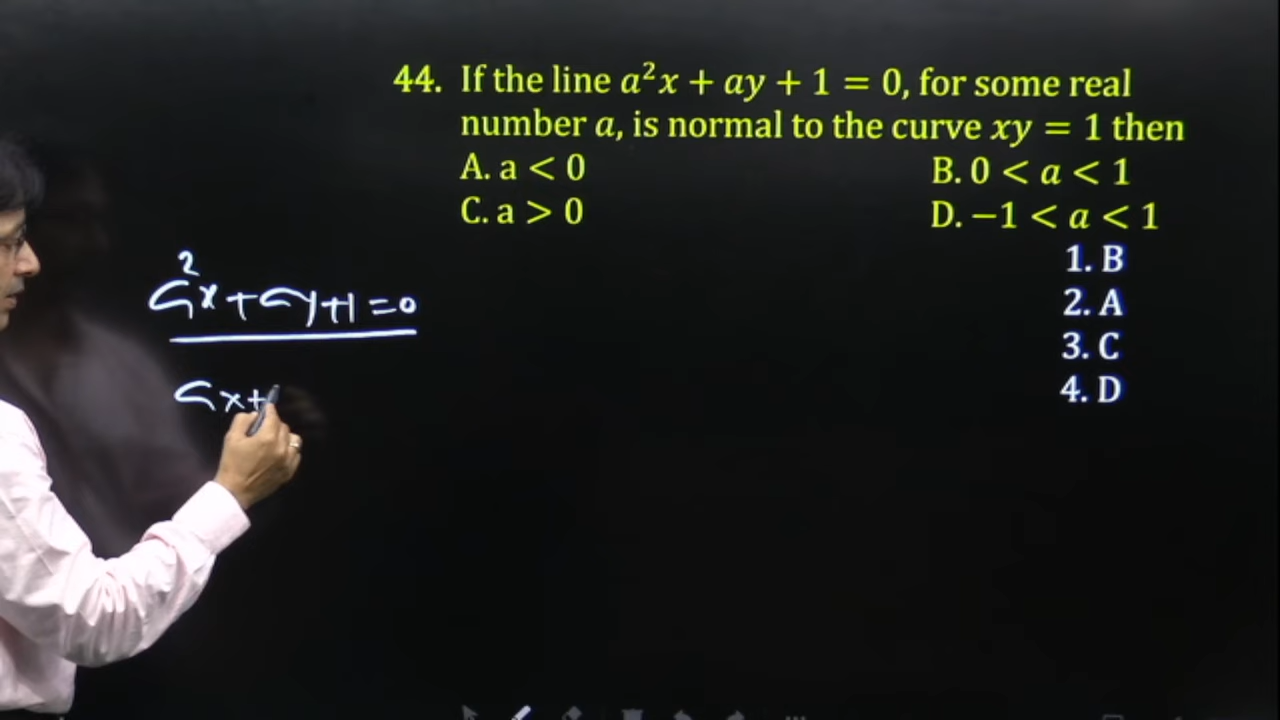 44. If the line a²x + ay + 1 = 0, for some real
number a, is normal to the curve xy = 1 then
A. a < 0 B. 0 < a < 1
C. a > 0 D. −1 < a < 1
1. B
2. A
3. C
4. D
a²x + ay + 1 = 0
ax+